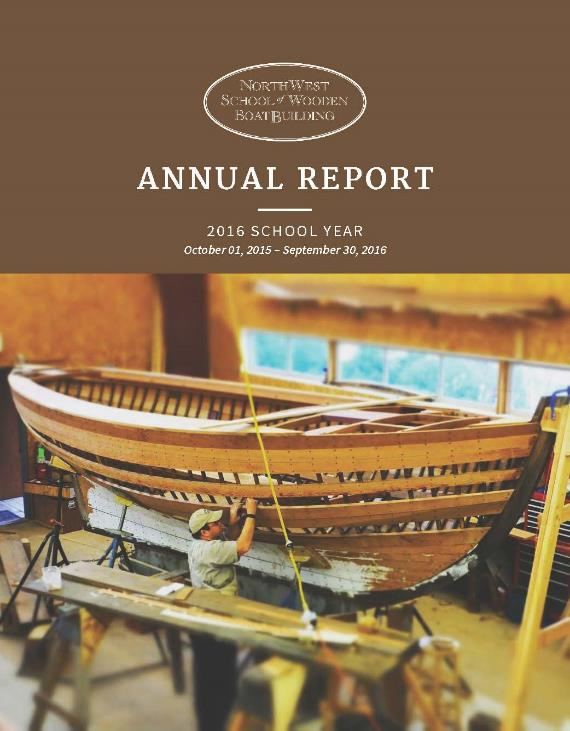 NORTHWEST
SCHOOL of WOODEN
BOATBUILDING
ANNUAL REPORT
2016 SCHOOL YEAR
October 01, 2015 – September 30, 2016